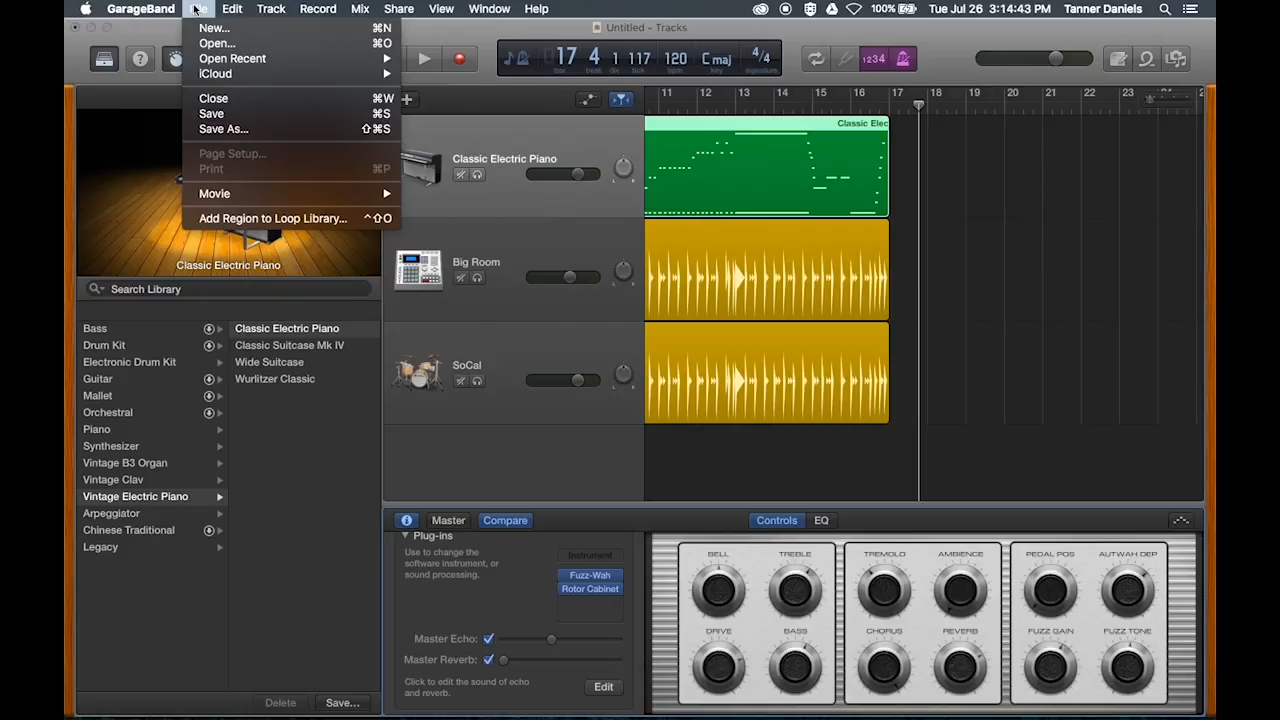 GarageBand File Edit Track Record Mix Share View Window Help 100% Tue Jul 26 3:14:43 PM Tanner Daniels
Untitled - Tracks
New... ⌘N
Open... ⌘O
Open Recent
iCloud
Close ⌘W
Save ⌘S
Save As... ⇧⌘S
Page Setup...
Print ⌘P
Movie
Add Region to Loop Library... ^⇧O
17 4 1 117 120 C maj 4/4
bar beat div tick bpm key signature
1234
11 12 13 14 15 16 17 18 19 20 21 22 23 24
Classic Electric Piano
Classic Elec
Big Room
SoCal
L R
L R
L R
Classic Electric Piano
Search Library
Bass
Drum Kit
Electronic Drum Kit
Guitar
Mallet
Orchestral
Piano
Synthesizer
Vintage B3 Organ
Vintage Clav
Vintage Electric Piano
Arpeggiator
Chinese Traditional
Legacy
Classic Electric Piano
Classic Suitcase Mk IV
Wide Suitcase
Wurlitzer Classic
Delete Save...
Master Compare Controls EQ
Plug-ins
Use to change the
software instrument, or
sound processing.
Instrument
Fuzz-Wah
Rotor Cabinet
Master Echo:
Master Reverb:
Click to edit the sound of echo
and reverb.
Edit
BELL TREBLE TREMOLO AMBIENCE PEDAL POS AUTWAH DEP
DRIVE BASS CHORUS REVERB FUZZ GAIN FUZZ TONE